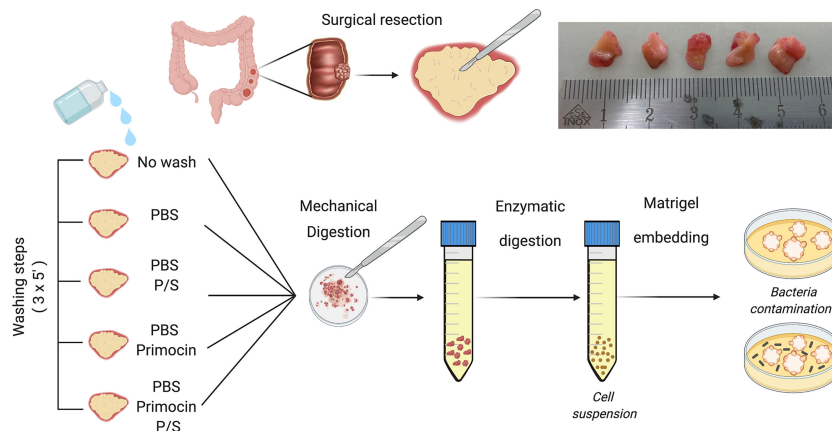 Surgical resection
1 2 3 4 5 6
INOX
No wash
PBS
PBS
P/S
PBS
Primocin
PBS
Primocin
P/S
Washing steps
( 3 x 5' )
Mechanical
Digestion
Enzymatic
digestion
Matrigel
embedding
Cell
suspension
Bacteria
contamination